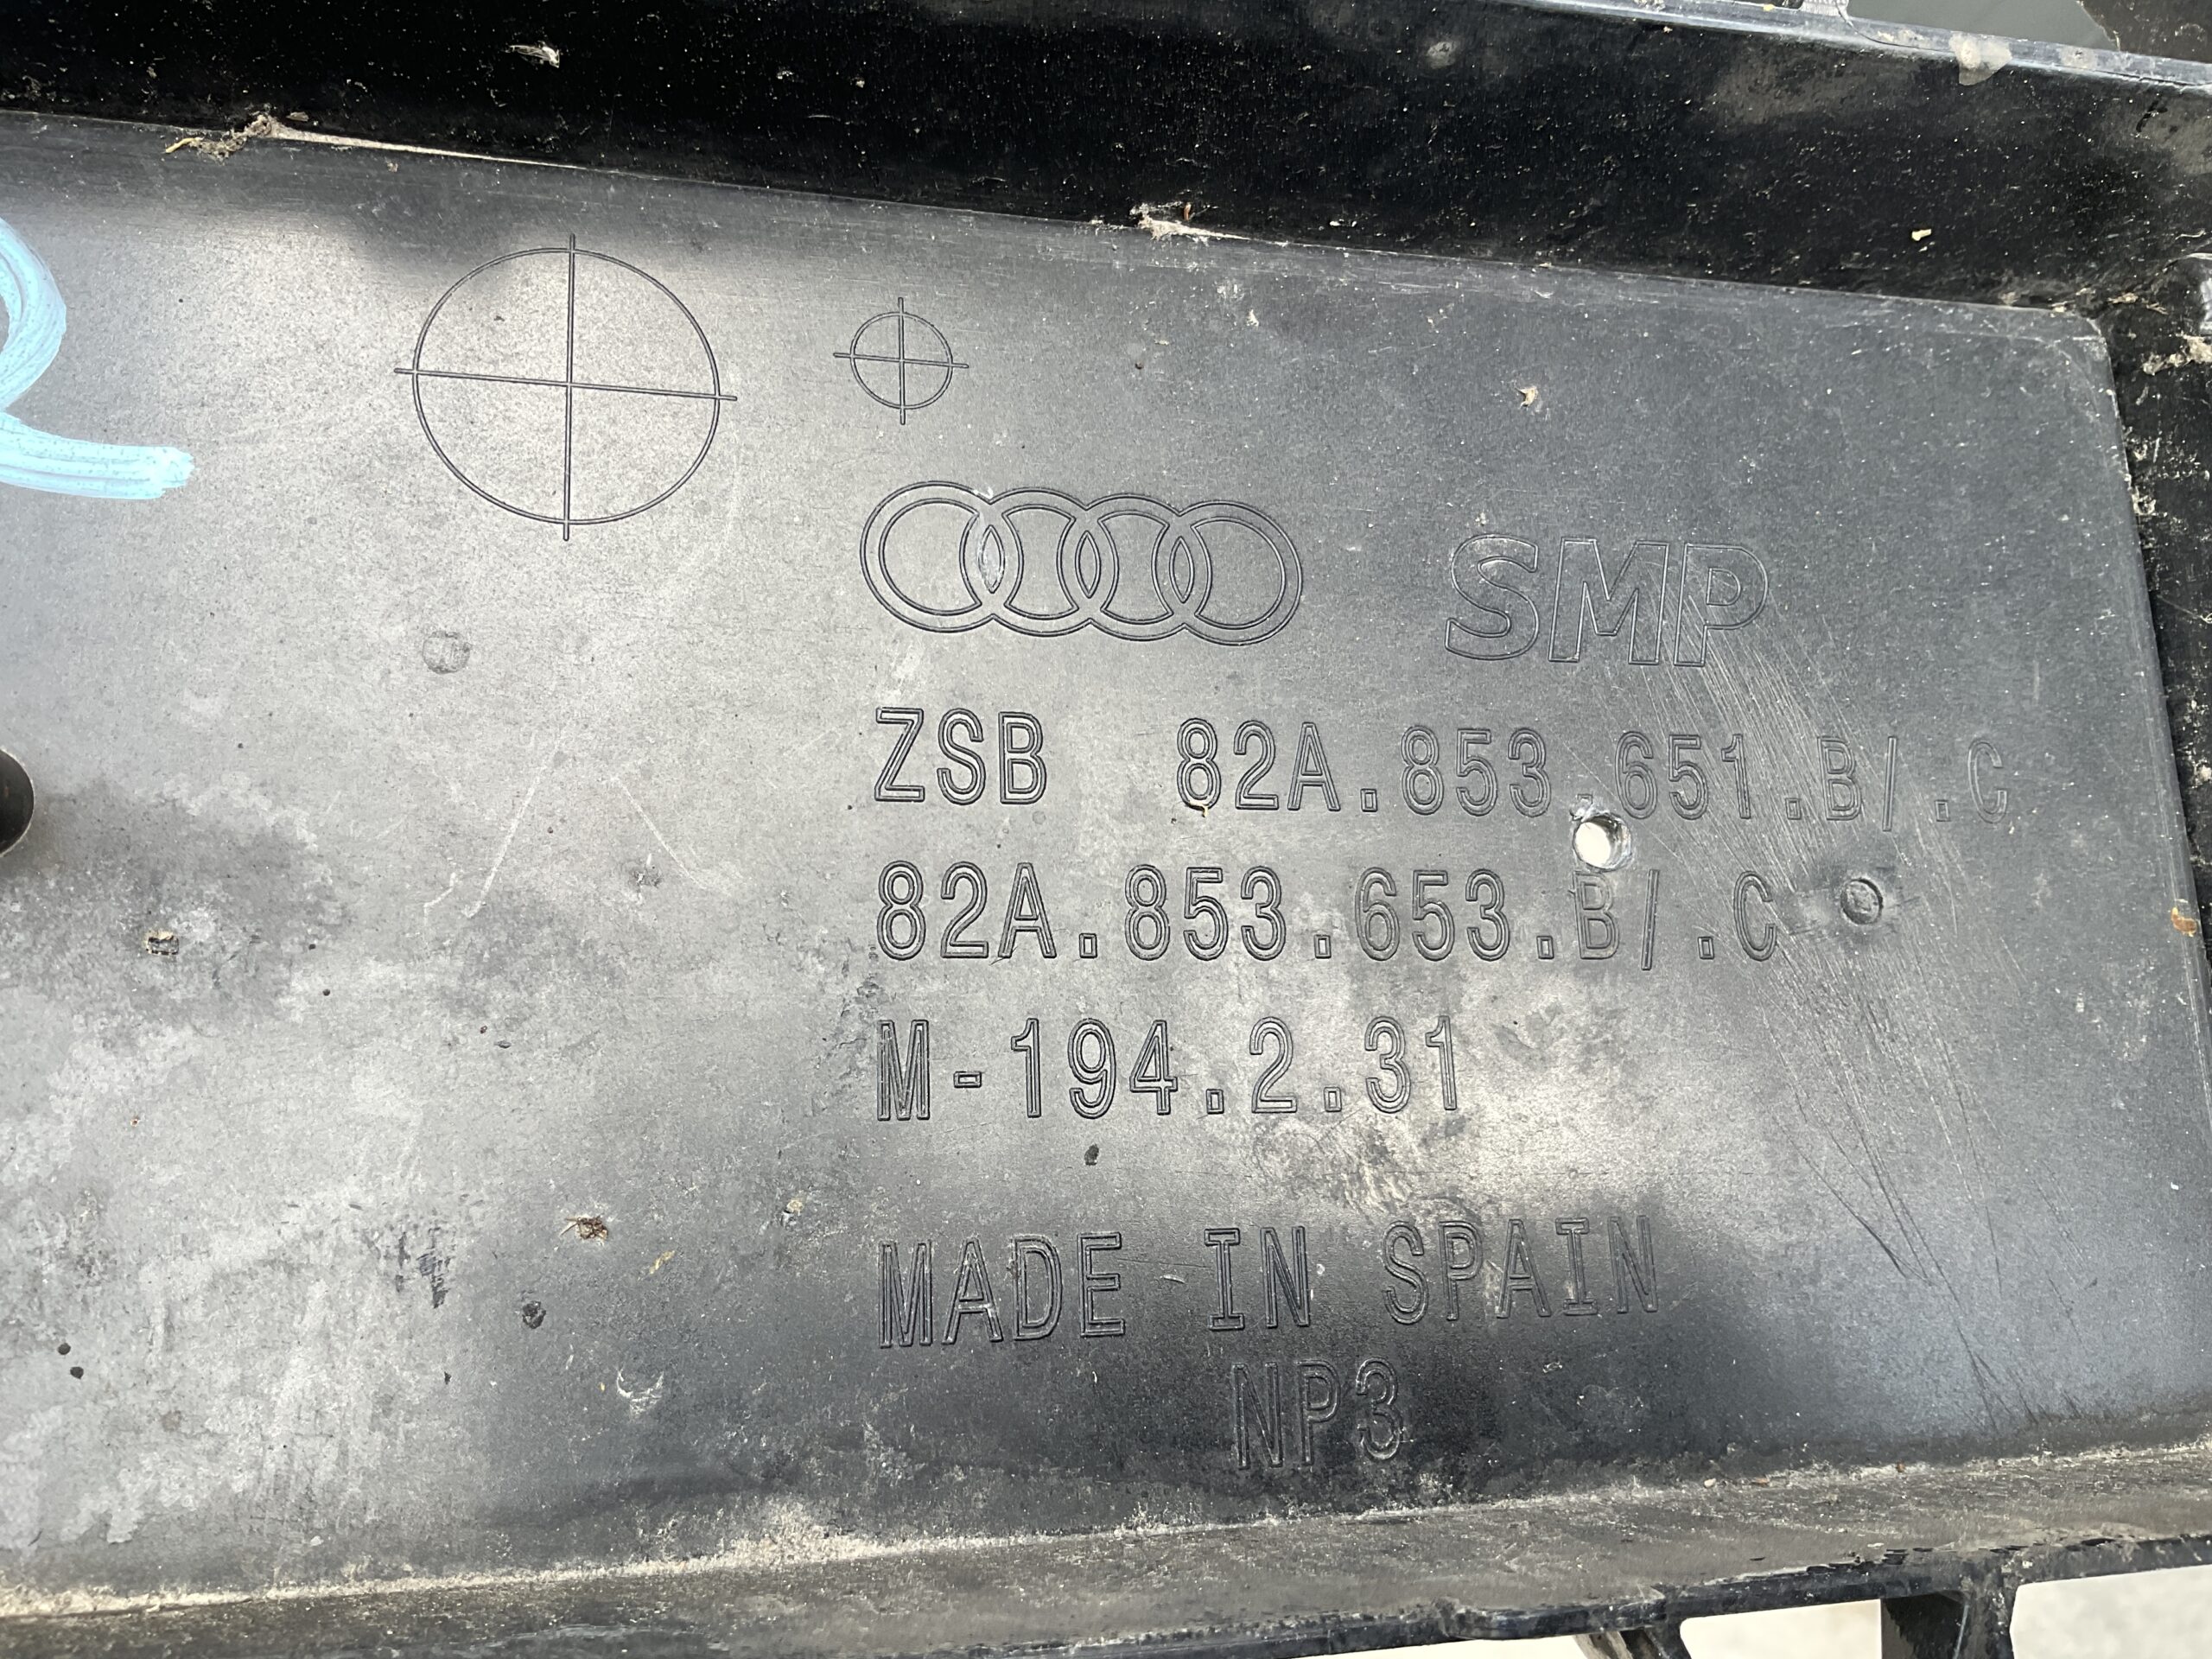 SMP
ZSB 82A.853.651.B/.C
82A.853.653.B/.C
M-194.2.31
MADE IN SPAIN
NP3